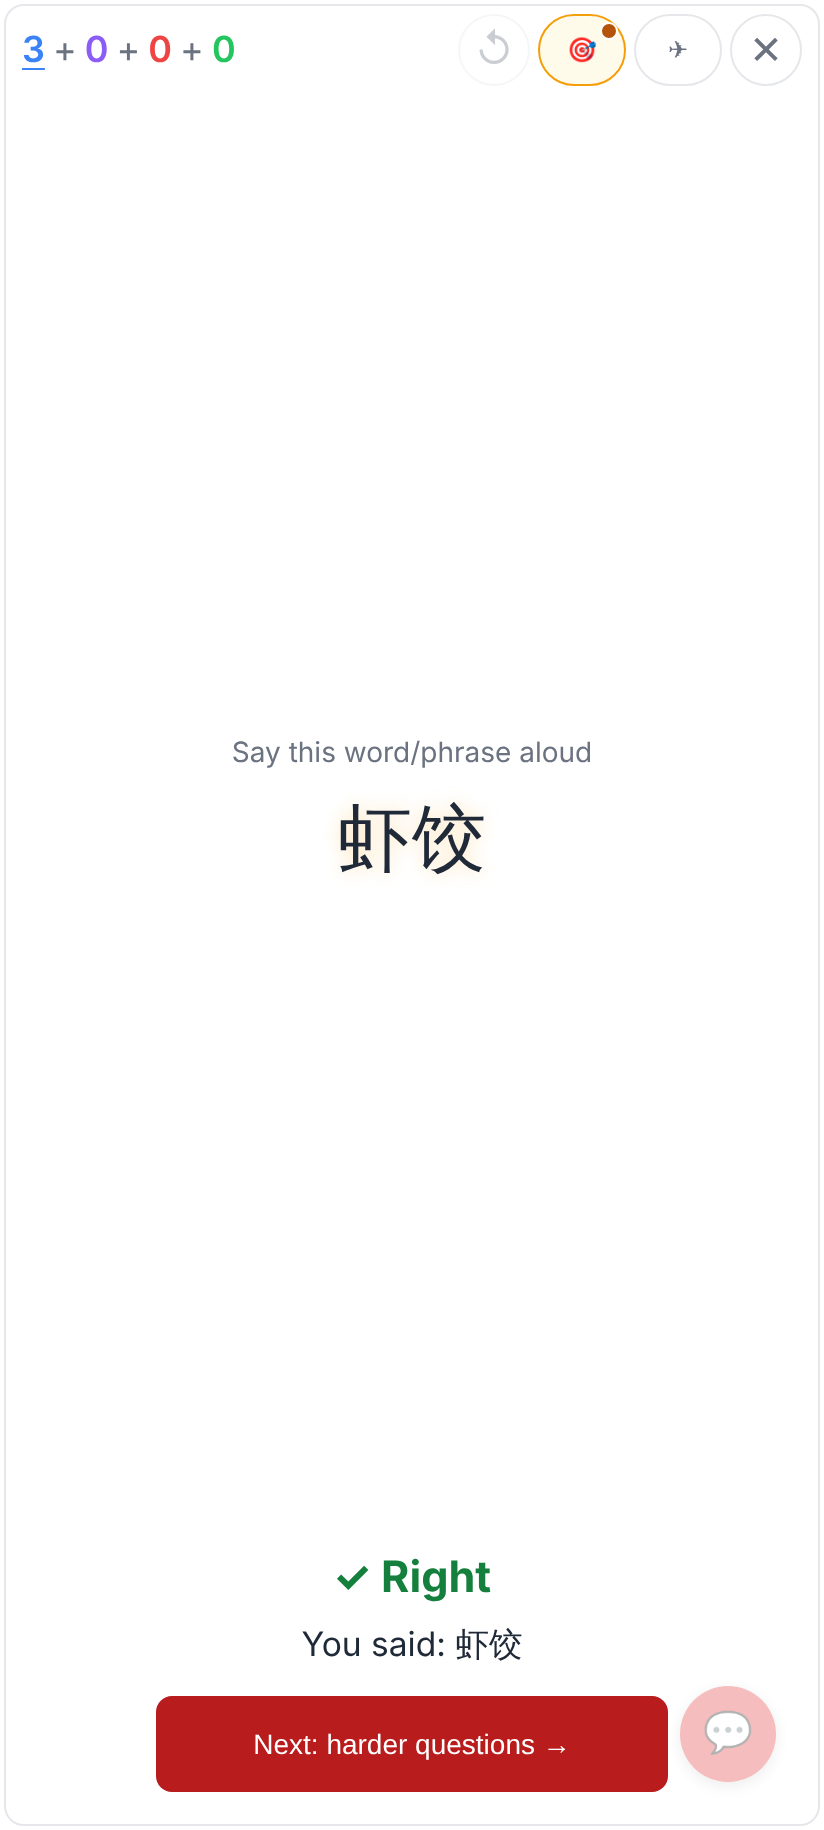 3 + 0 + 0 + 0
Say this word/phrase aloud
虾饺
✓ Right
You said: 虾饺
Next: harder questions →